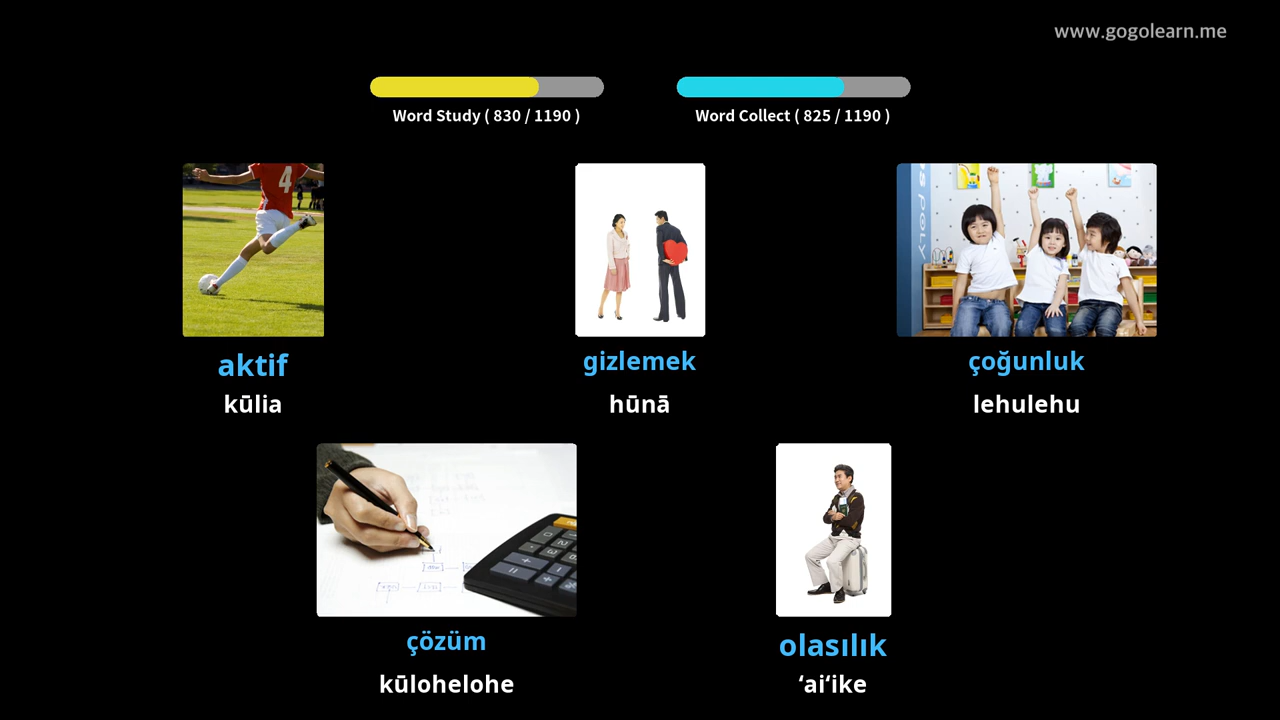 www.gogolearn.me
Word Study ( 830 / 1190 )
Word Collect ( 825 / 1190 )
4
aktif
gizlemek
çoğunluk
kūlia
hūnā
lehulehu
çözüm
olasılık
kūlohelohe
ʻaiʻike